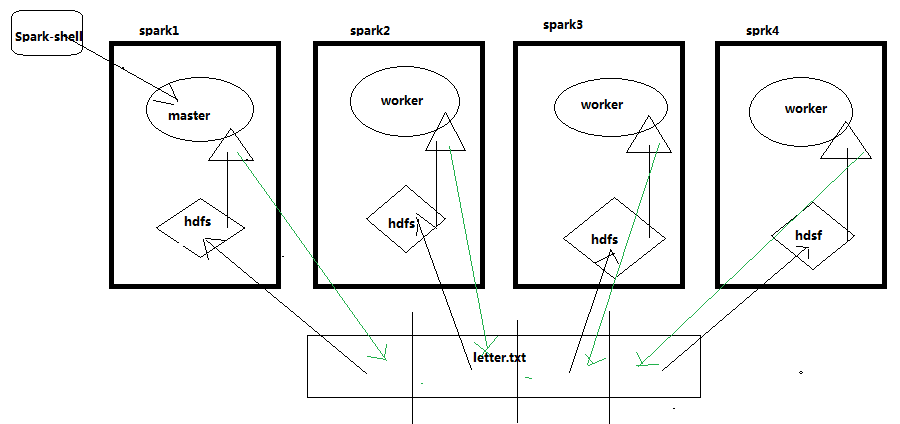 Spark-shell
spark1
spark2
spark3
sprk4
master
worker
worker
worker
hdfs
hdfs
hdfs
hdsf
letter.txt